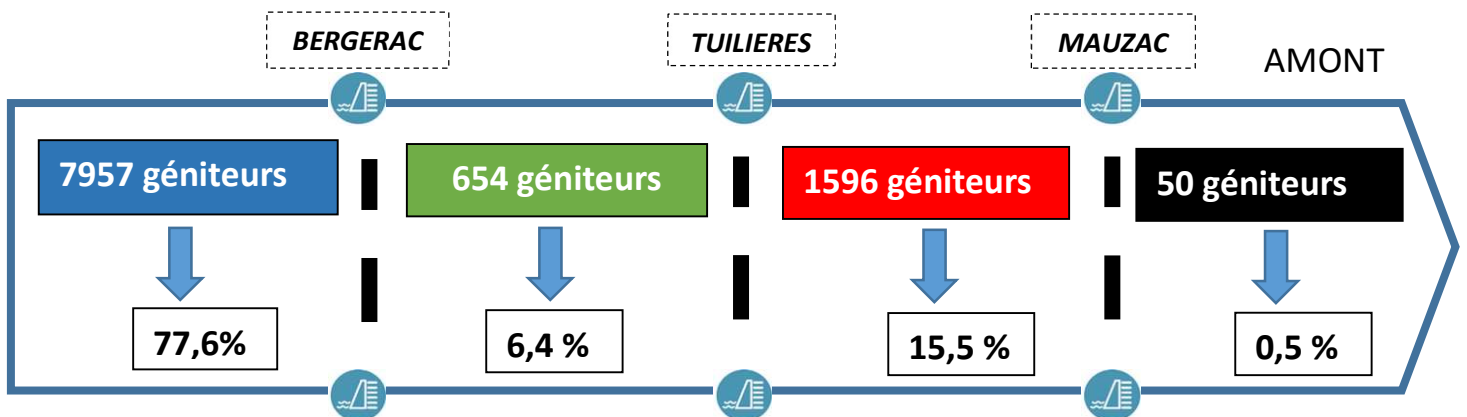 BERGERAC
TUILIERES
MAUZAC
AMONT
7957 géniteurs
654 géniteurs
1596 géniteurs
50 géniteurs
77,6%
6,4 %
15,5 %
0,5 %